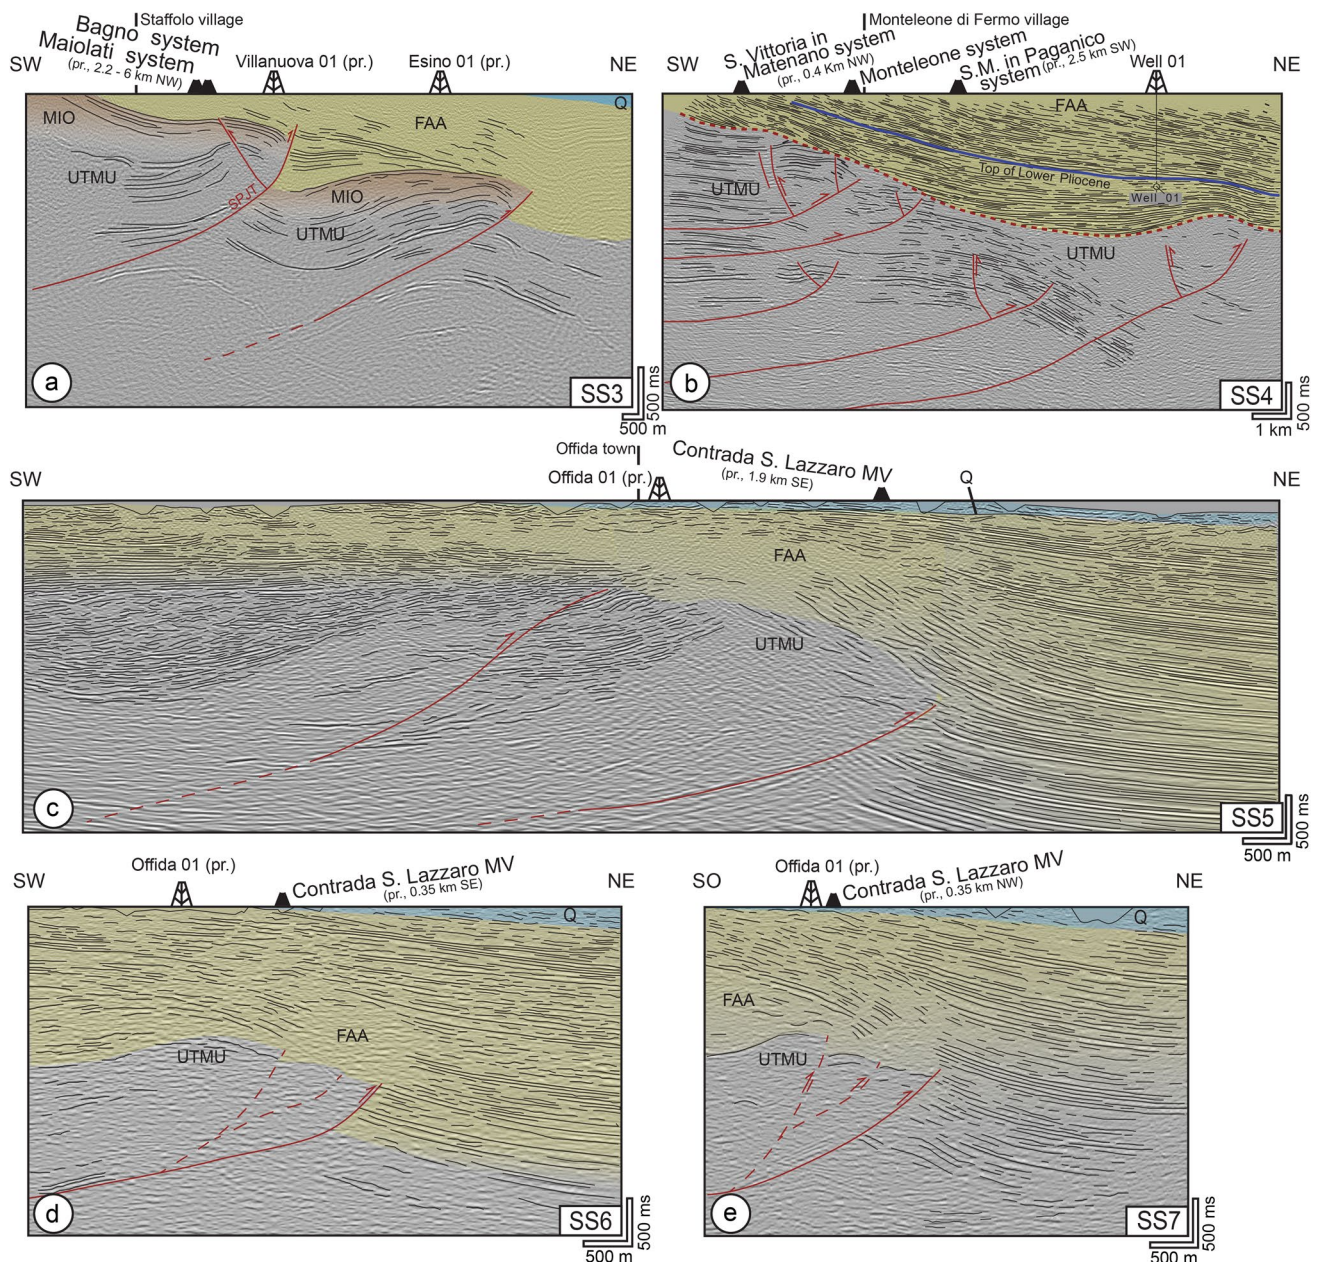 Staffolo village
Bagno system
Maiolati system
(pr., 2.2 - 6 km NW)
SW
Villanuova 01 (pr.)
Esino 01 (pr.)
NE
MIO
FAA
Q
UTMU
SPJT
MIO
UTMU
a
SS3
500 ms
500 m
Monteleone di Fermo village
SW
S. Vittoria in
Matenano system
(pr., 0.4 Km NW)
Monteleone system
S.M. in Paganico
system (pr., 2.5 km SW)
Well 01
NE
FAA
Top of Lower Pliocene
UTMU
Well_01
UTMU
b
SS4
500 ms
1 km
Offida town
SW
Offida 01 (pr.)
Contrada S. Lazzaro MV
(pr., 1.9 km SE)
Q
NE
FAA
UTMU
c
SS5
500 ms
500 m
SW
Offida 01 (pr.)
Contrada S. Lazzaro MV
(pr., 0.35 km SE)
NE
Q
FAA
UTMU
d
SS6
500 ms
500 m
SO
Offida 01 (pr.)
Contrada S. Lazzaro MV
(pr., 0.35 km NW)
NE
Q
FAA
UTMU
e
SS7
500 ms
500 m